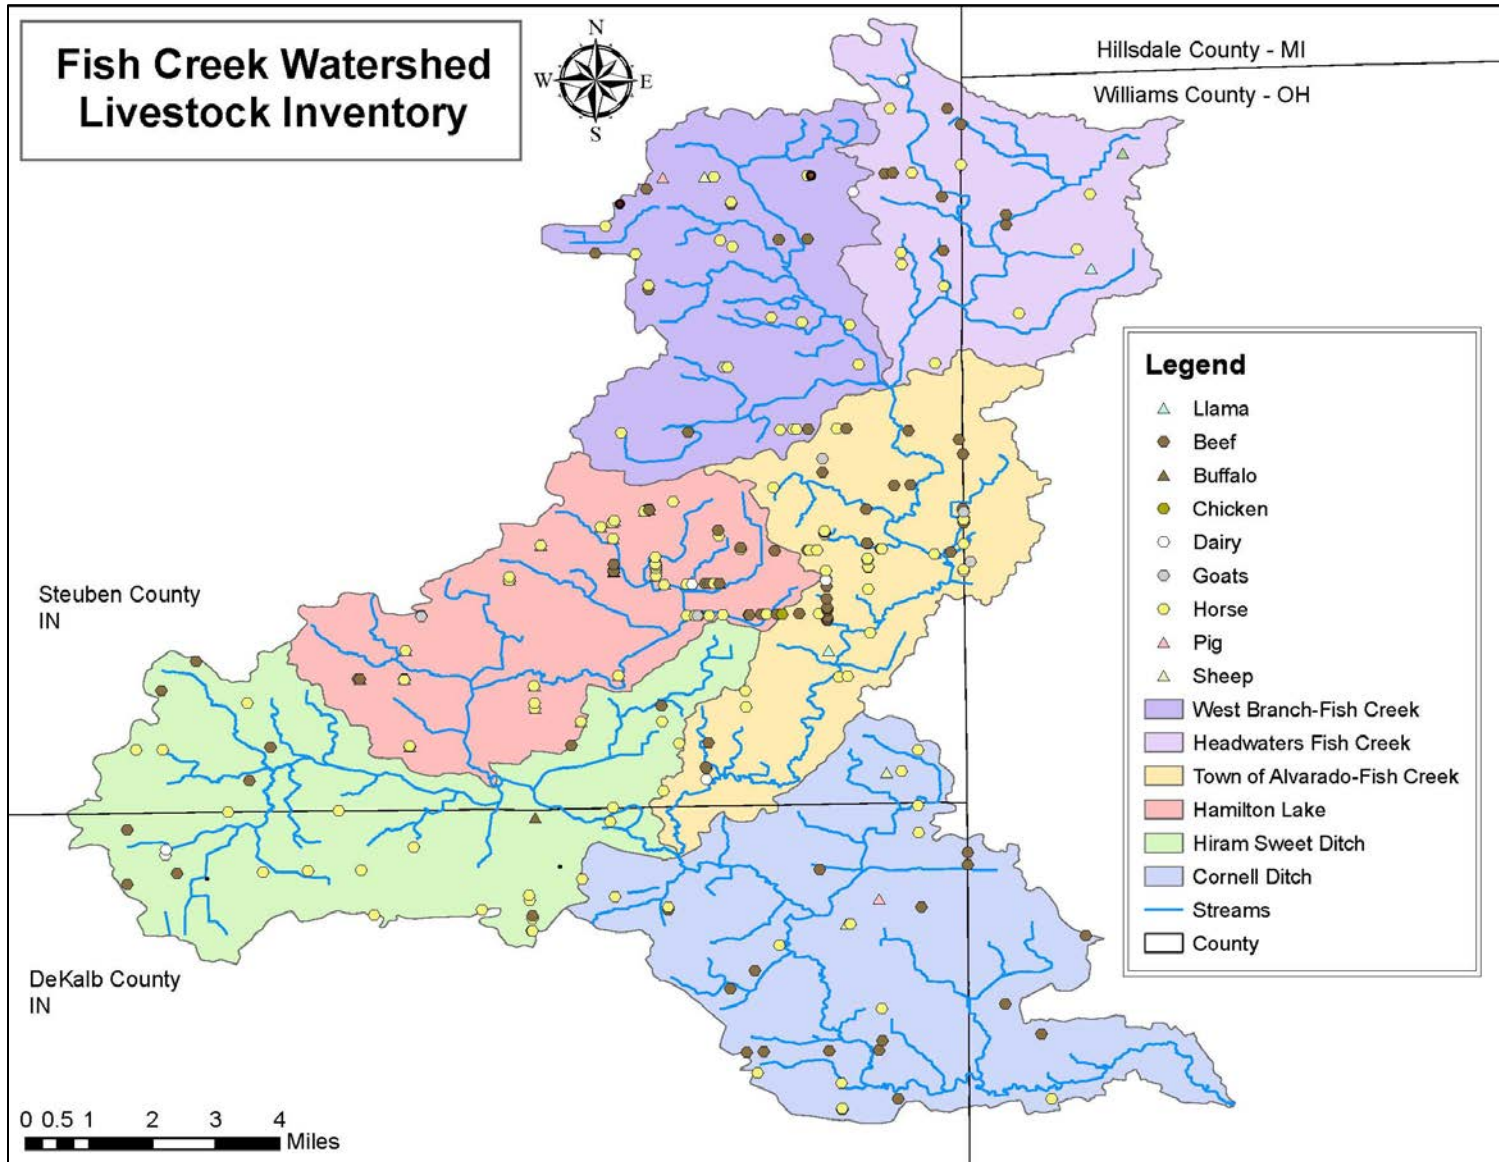 Fish Creek Watershed
Livestock Inventory
N
W
E
S
Hillsdale County - MI
Williams County - OH
Legend
Llama
Beef
Buffalo
Chicken
Dairy
Goats
Horse
Pig
Sheep
West Branch-Fish Creek
Headwaters Fish Creek
Town of Alvarado-Fish Creek
Hamilton Lake
Hiram Sweet Ditch
Cornell Ditch
Streams
County
Steuben County
IN
DeKalb County
IN
0 0.5 1 2 3 4
Miles